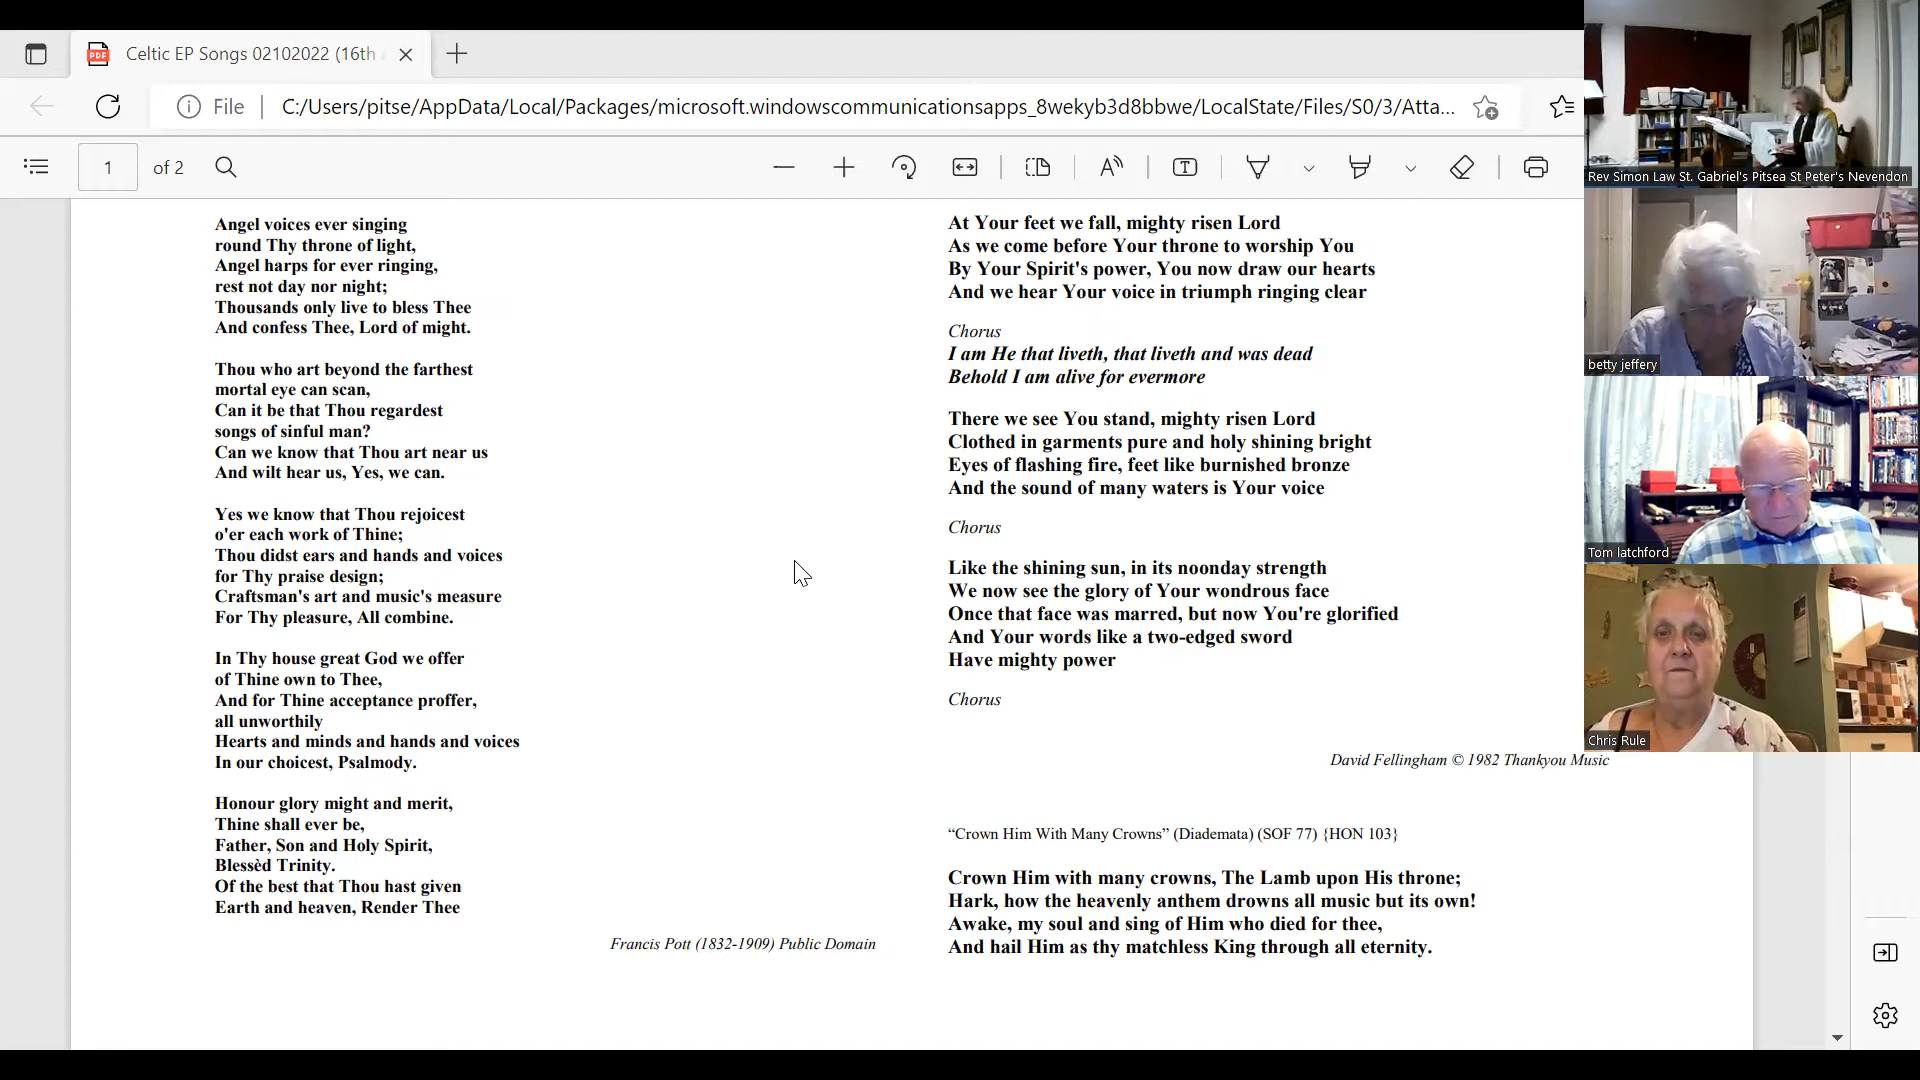 Celtic EP Songs 02102022 (16th
File
C:/Users/pitse/AppData/Local/Packages/microsoft.windowscommunicationsapps_8wekyb3d8bbwe/LocalState/Files/S0/3/Atta...
1 of 2
Angel voices ever singing
round Thy throne of light,
Angel harps for ever ringing,
rest not day nor night;
Thousands only live to bless Thee
And confess Thee, Lord of might.
Thou who art beyond the farthest
mortal eye can scan,
Can it be that Thou regardest
songs of sinful man?
Can we know that Thou art near us
And wilt hear us, Yes, we can.
Yes we know that Thou rejoicest
o'er each work of Thine;
Thou didst ears and hands and voices
for Thy praise design;
Craftsman's art and music's measure
For Thy pleasure, All combine.
In Thy house great God we offer
of Thine own to Thee,
And for Thine acceptance proffer,
all unworthily
Hearts and minds and hands and voices
In our choicest, Psalmody.
Honour glory might and merit,
Thine shall ever be,
Father, Son and Holy Spirit,
Blessèd Trinity.
Of the best that Thou hast given
Earth and heaven, Render Thee
Francis Pott (1832-1909) Public Domain
At Your feet we fall, mighty risen Lord
As we come before Your throne to worship You
By Your Spirit's power, You now draw our hearts
And we hear Your voice in triumph ringing clear
Chorus
I am He that liveth, that liveth and was dead
Behold I am alive for evermore
There we see You stand, mighty risen Lord
Clothed in garments pure and holy shining bright
Eyes of flashing fire, feet like burnished bronze
And the sound of many waters is Your voice
Chorus
Like the shining sun, in its noonday strength
We now see the glory of Your wondrous face
Once that face was marred, but now You're glorified
And Your words like a two-edged sword
Have mighty power
Chorus
David Fellingham © 1982 Thankyou Music
“Crown Him With Many Crowns” (Diademata) (SOF 77) {HON 103}
Crown Him with many crowns, The Lamb upon His throne;
Hark, how the heavenly anthem drowns all music but its own!
Awake, my soul and sing of Him who died for thee,
And hail Him as thy matchless King through all eternity.
Rev Simon Law St. Gabriel's Pitsea St Peter's Nevendon
betty jeffery
Tom latchford
Chris Rule